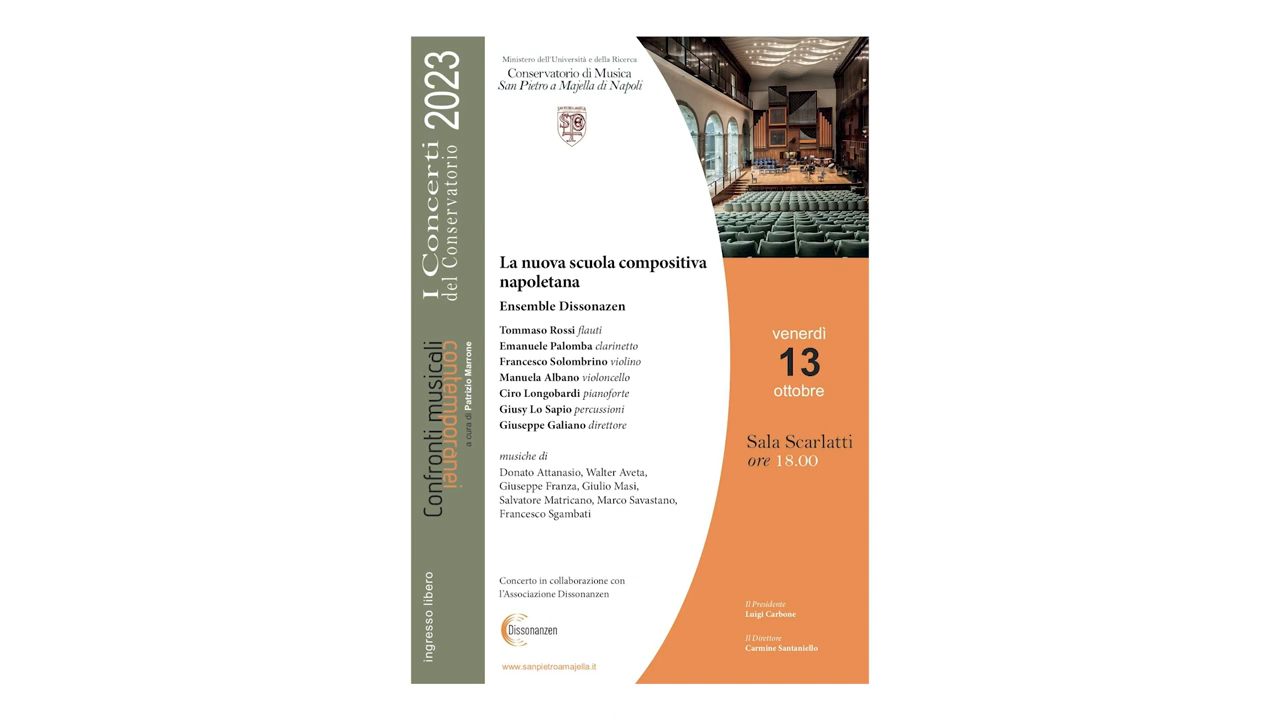 I Concerti 2023
del Conservatorio
Confronti musicali
contemporanei
a cura di Patrizio Marrone
ingresso libero
Ministero dell'Università e della Ricerca
Conservatorio di Musica
San Pietro a Majella di Napoli
La nuova scuola compositiva
napoletana
Ensemble Dissonazen
Tommaso Rossi flauti
Emanuele Palomba clarinetto
Francesco Solombrino violino
Manuela Albano violoncello
Ciro Longobardi pianoforte
Giusy Lo Sapio percussioni
Giuseppe Galiano direttore
musiche di
Donato Attanasio, Walter Aveta,
Giuseppe Franza, Giulio Masi,
Salvatore Matricano, Marco Savastano,
Francesco Sgambati
Concerto in collaborazione con
l'Associazione Dissonanzen
Dissonanzen
www.sanpietroamajella.it
venerdì
13
ottobre
Sala Scarlatti
ore 18.00
Il Presidente
Luigi Carbone
Il Direttore
Carmine Santaniello